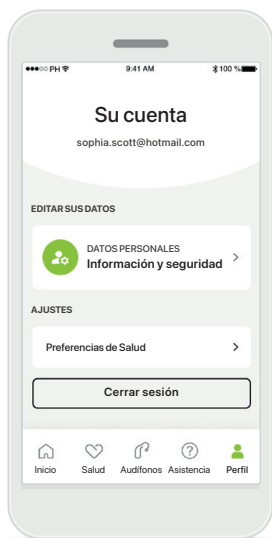 ●●●○○ PH 9:41 AM 100 %
Su cuenta
sophia.scott@hotmail.com
EDITAR SUS DATOS
DATOS PERSONALES
Información y seguridad
AJUSTES
Preferencias de Salud
Cerrar sesión
Inicio Salud Audífonos Asistencia Perfil